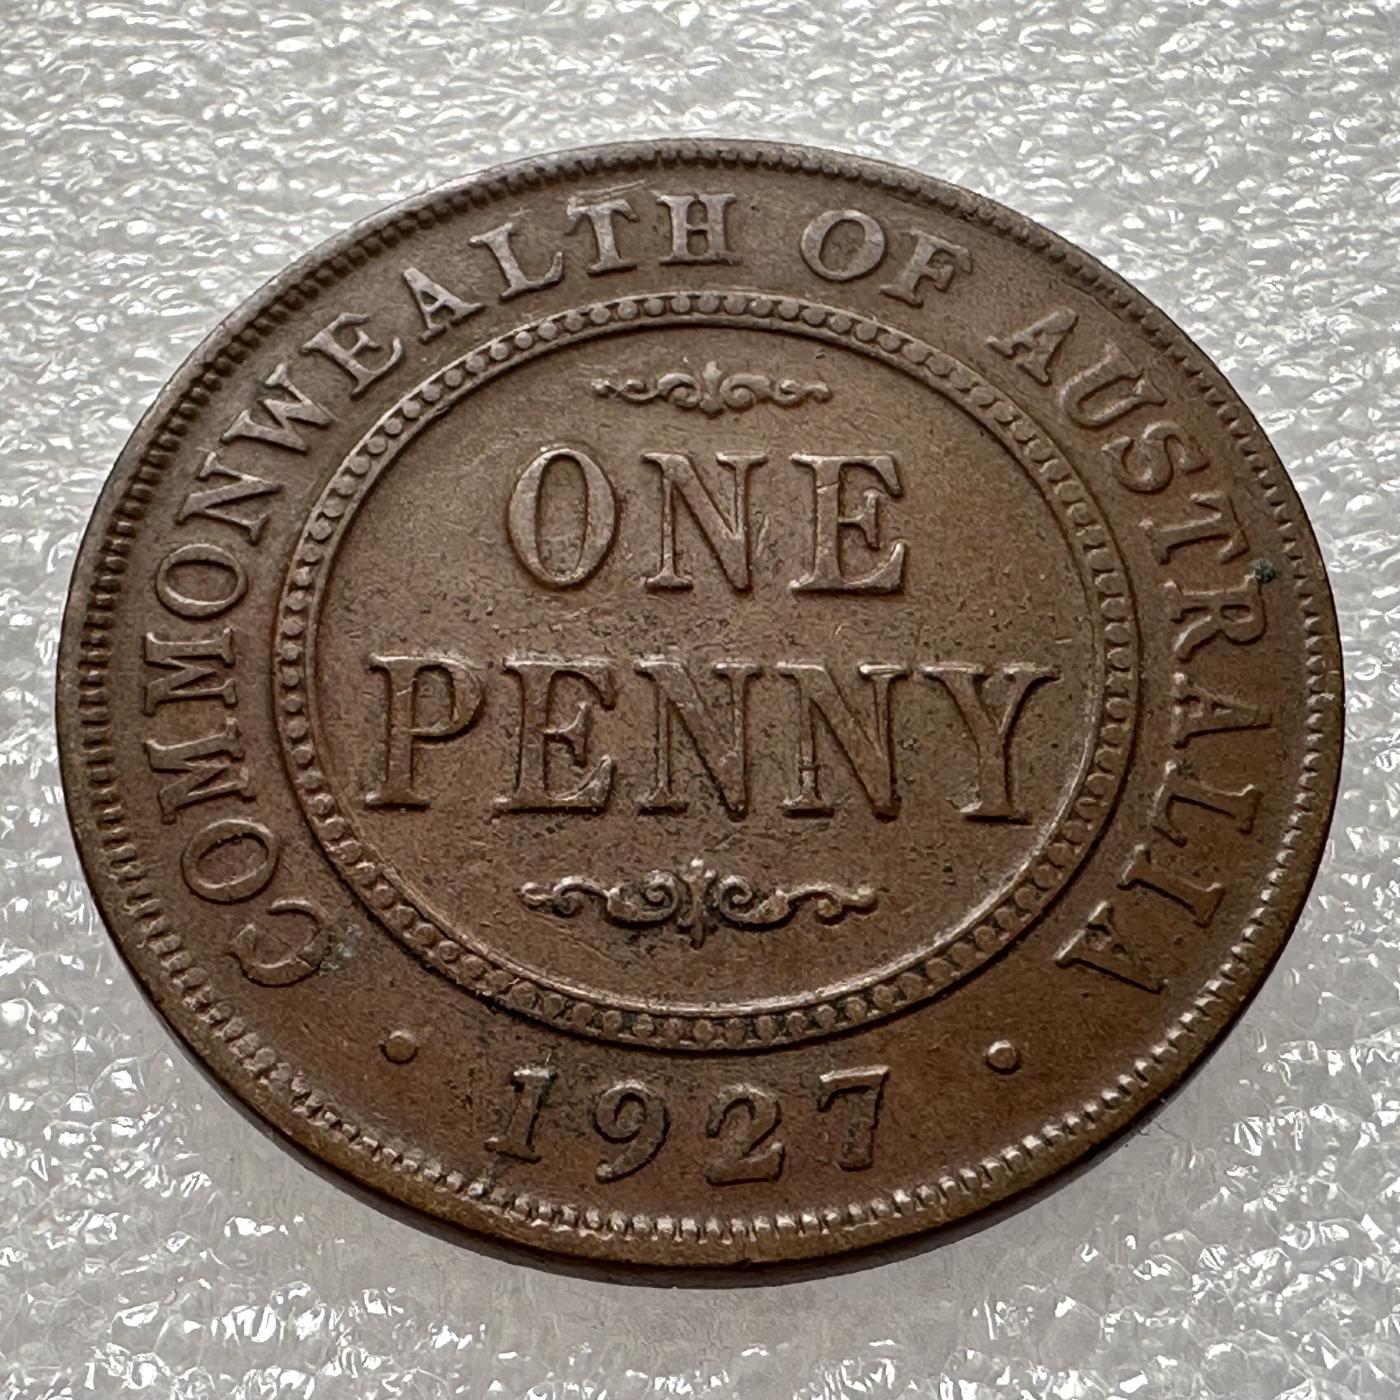 COMMONWEALTH OF AUSTRALIA
ONE
PENNY
· 1927 ·